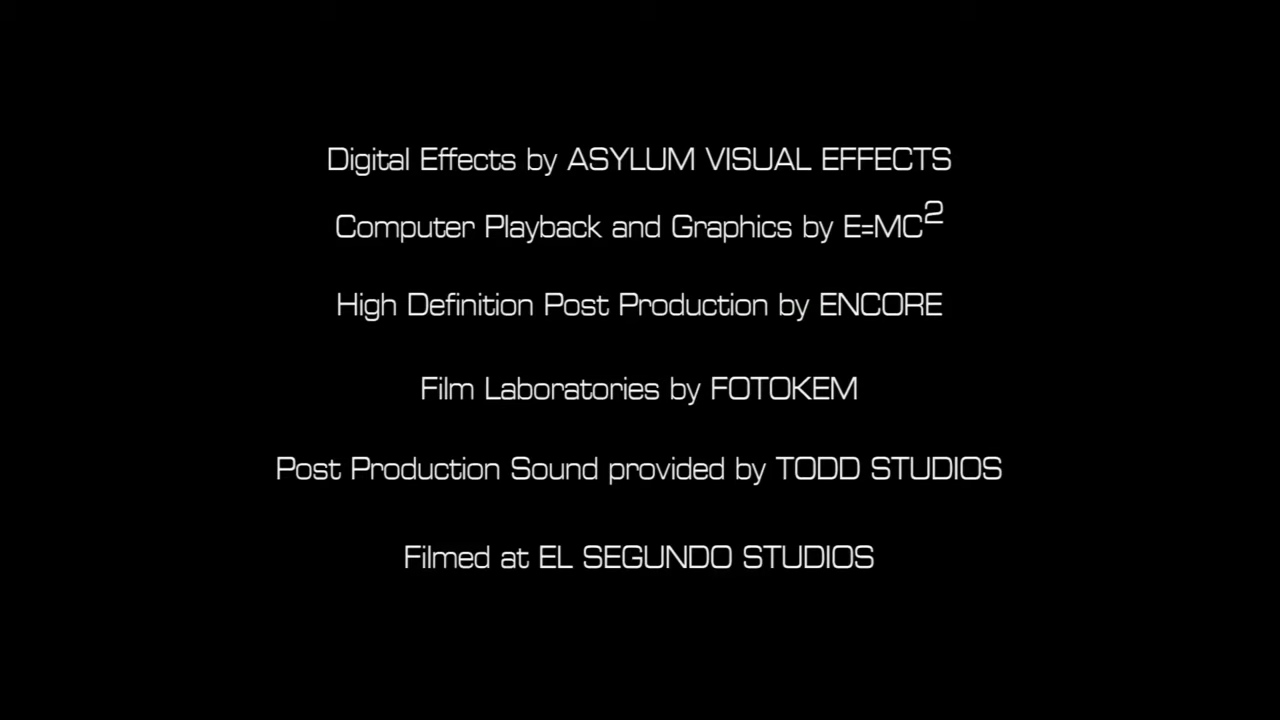 Digital Effects by ASYLUM VISUAL EFFECTS
Computer Playback and Graphics by E=MC²
High Definition Post Production by ENCORE
Film Laboratories by FOTOKEM
Post Production Sound provided by TODD STUDIOS
Filmed at EL SEGUNDO STUDIOS